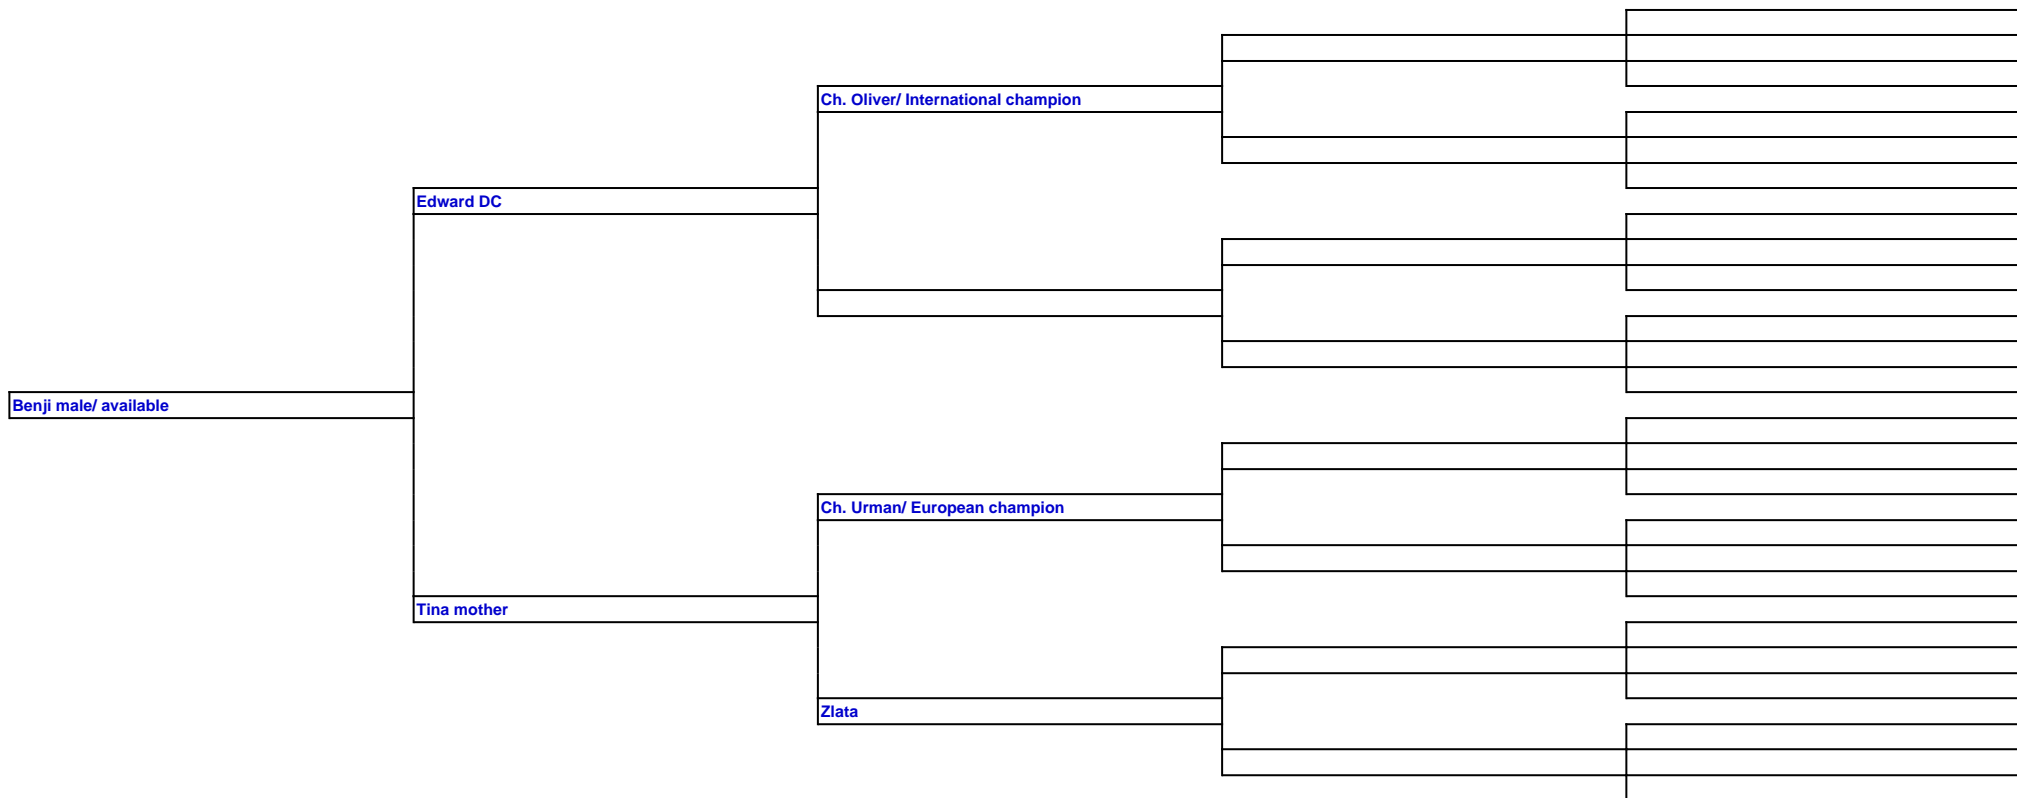 Ch. Oliver/ International champion
Edward DC
Benji male/ available
Ch. Urman/ European champion
Tina mother
Zlata